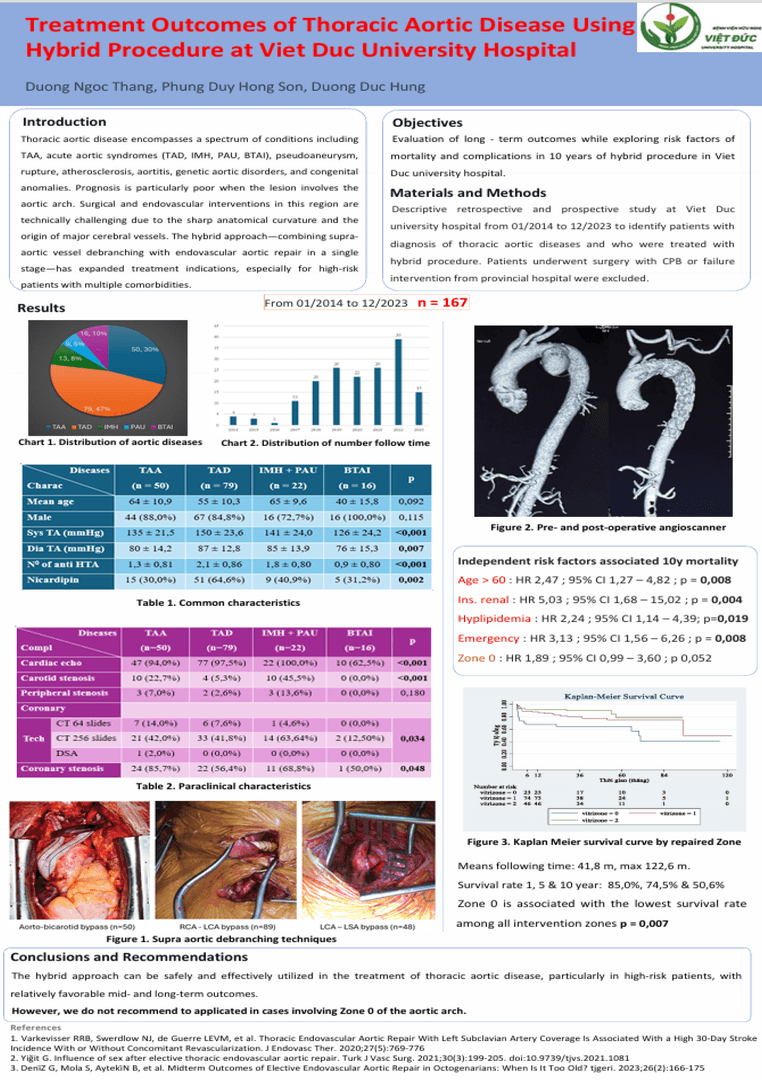 Treatment Outcomes of Thoracic Aortic Disease Using
Hybrid Procedure at Viet Duc University Hospital
BỆNH VIỆN HỮU NGHỊ
VIỆT ĐỨC
UNIVERSITY HOSPITAL
Duong Ngoc Thang, Phung Duy Hong Son, Duong Duc Hung
Introduction
Thoracic aortic disease encompasses a spectrum of conditions including
TAA, acute aortic syndromes (TAD, IMH, PAU, BTAI), pseudoaneurysm,
rupture, atherosclerosis, aortitis, genetic aortic disorders, and congenital
anomalies. Prognosis is particularly poor when the lesion involves the
aortic arch. Surgical and endovascular interventions in this region are
technically challenging due to the sharp anatomical curvature and the
origin of major cerebral vessels. The hybrid approach—combining supra-
aortic vessel debranching with endovascular aortic repair in a single
stage—has expanded treatment indications, especially for high-risk
patients with multiple comorbidities.
Objectives
Evaluation of long - term outcomes while exploring risk factors of
mortality and complications in 10 years of hybrid procedure in Viet
Duc university hospital.
Materials and Methods
Descriptive retrospective and prospective study at Viet Duc
university hospital from 01/2014 to 12/2023 to identify patients with
diagnosis of thoracic aortic diseases and who were treated with
hybrid procedure. Patients underwent surgery with CPB or failure
intervention from provincial hospital were excluded.
Results
From 01/2014 to 12/2023 n = 167
16, 10%
50, 30%
13, 8%
79, 47%
TAA TAD IMH PAU BTAI
Chart 1. Distribution of aortic diseases
Chart 2. Distribution of number follow time
Diseases TAA TAD IMH + PAU BTAI p
Charac (n = 50) (n = 79) (n = 22) (n = 16)
Mean age 64 ± 10,9 55 ± 10,3 65 ± 9,6 40 ± 15,8 0,092
Male 44 (88,0%) 67 (84,8%) 16 (72,7%) 16 (100,0%) 0,115
Sys TA (mmHg) 135 ± 21,5 150 ± 23,6 141 ± 24,0 126 ± 24,2 <0,001
Dia TA (mmHg) 80 ± 14,2 87 ± 12,8 85 ± 13,9 76 ± 15,3 0,007
N⁰ of anti HTA 1,3 ± 0,81 2,1 ± 0,86 1,8 ± 0,80 0,9 ± 0,80 <0,001
Nicardipin 15 (30,0%) 51 (64,6%) 9 (40,9%) 5 (31,2%) 0,002
Table 1. Common characteristics
Diseases TAA TAD IMH + PAU BTAI p
Compl (n=50) (n=79) (n=22) (n=16)
Cardiac echo 47 (94,0%) 77 (97,5%) 22 (100,0%) 10 (62,5%) <0,001
Carotid stenosis 10 (22,7%) 4 (5,3%) 10 (45,5%) 0 (0,0%) <0,001
Peripheral stenosis 3 (7,0%) 2 (2,6%) 3 (13,6%) 0 (0,0%) 0,180
Coronary
Tech CT 64 slides 7 (14,0%) 6 (7,6%) 1 (4,6%) 0 (0,0%)
CT 256 slides 21 (42,0%) 33 (41,8%) 14 (63,64%) 2 (12,50%) 0,034
DSA 1 (2,0%) 0 (0,0%) 0 (0,0%) 0 (0,0%)
Coronary stenosis 24 (85,7%) 22 (56,4%) 11 (68,8%) 1 (50,0%) 0,048
Table 2. Paraclinical characteristics
Aorto-bicarotid bypass (n=50) RCA - LCA bypass (n=89) LCA – LSA bypass (n=48)
Figure 1. Supra aortic debranching techniques
Figure 2. Pre- and post-operative angioscanner
Independent risk factors associated 10y mortality
Age > 60 : HR 2,47 ; 95% CI 1,27 – 4,82 ; p = 0,008
Ins. renal : HR 5,03 ; 95% CI 1,68 – 15,02 ; p = 0,004
Hyplipidemia : HR 2,24 ; 95% CI 1,14 – 4,39; p=0,019
Emergency : HR 3,13 ; 95% CI 1,56 – 6,26 ; p = 0,008
Zone 0 : HR 1,89 ; 95% CI 0,99 – 3,60 ; p 0,052
Kaplan-Meier Survival Curve
Tỷ lệ sống
0.00 0.20 0.40 0.60 0.80 1.00
6 12 36 60 84 120
Thời gian (tháng)
Number at risk
vitrizone = 0 23 23 17 10 3 0
vitrizone = 1 74 73 38 24 5 1
vitrizone = 2 46 46 34 11 1 0
vitrizone = 0 vitrizone = 1
vitrizone = 2
Figure 3. Kaplan Meier survival curve by repaired Zone
Means following time: 41,8 m, max 122,6 m.
Survival rate 1, 5 & 10 year: 85,0%, 74,5% & 50,6%
Zone 0 is associated with the lowest survival rate
among all intervention zones p = 0,007
Conclusions and Recommendations
The hybrid approach can be safely and effectively utilized in the treatment of thoracic aortic disease, particularly in high-risk patients, with
relatively favorable mid- and long-term outcomes.
However, we do not recommend to applicated in cases involving Zone 0 of the aortic arch.
References
1. Varkevisser RRB, Swerdlow NJ, de Guerre LEVM, et al. Thoracic Endovascular Aortic Repair With Left Subclavian Artery Coverage Is Associated With a High 30-Day Stroke
Incidence With or Without Concomitant Revascularization. J Endovasc Ther. 2020;27(5):769-776
2. Yiğit G. Influence of sex after elective thoracic endovascular aortic repair. Turk J Vasc Surg. 2021;30(3):199-205. doi:10.9739/tjvs.2021.1081
3. DenïZ G, Mola S, AytekïN B, et al. Midterm Outcomes of Elective Endovascular Aortic Repair in Octogenarians: When Is It Too Old? tjgeri. 2023;26(2):166-175